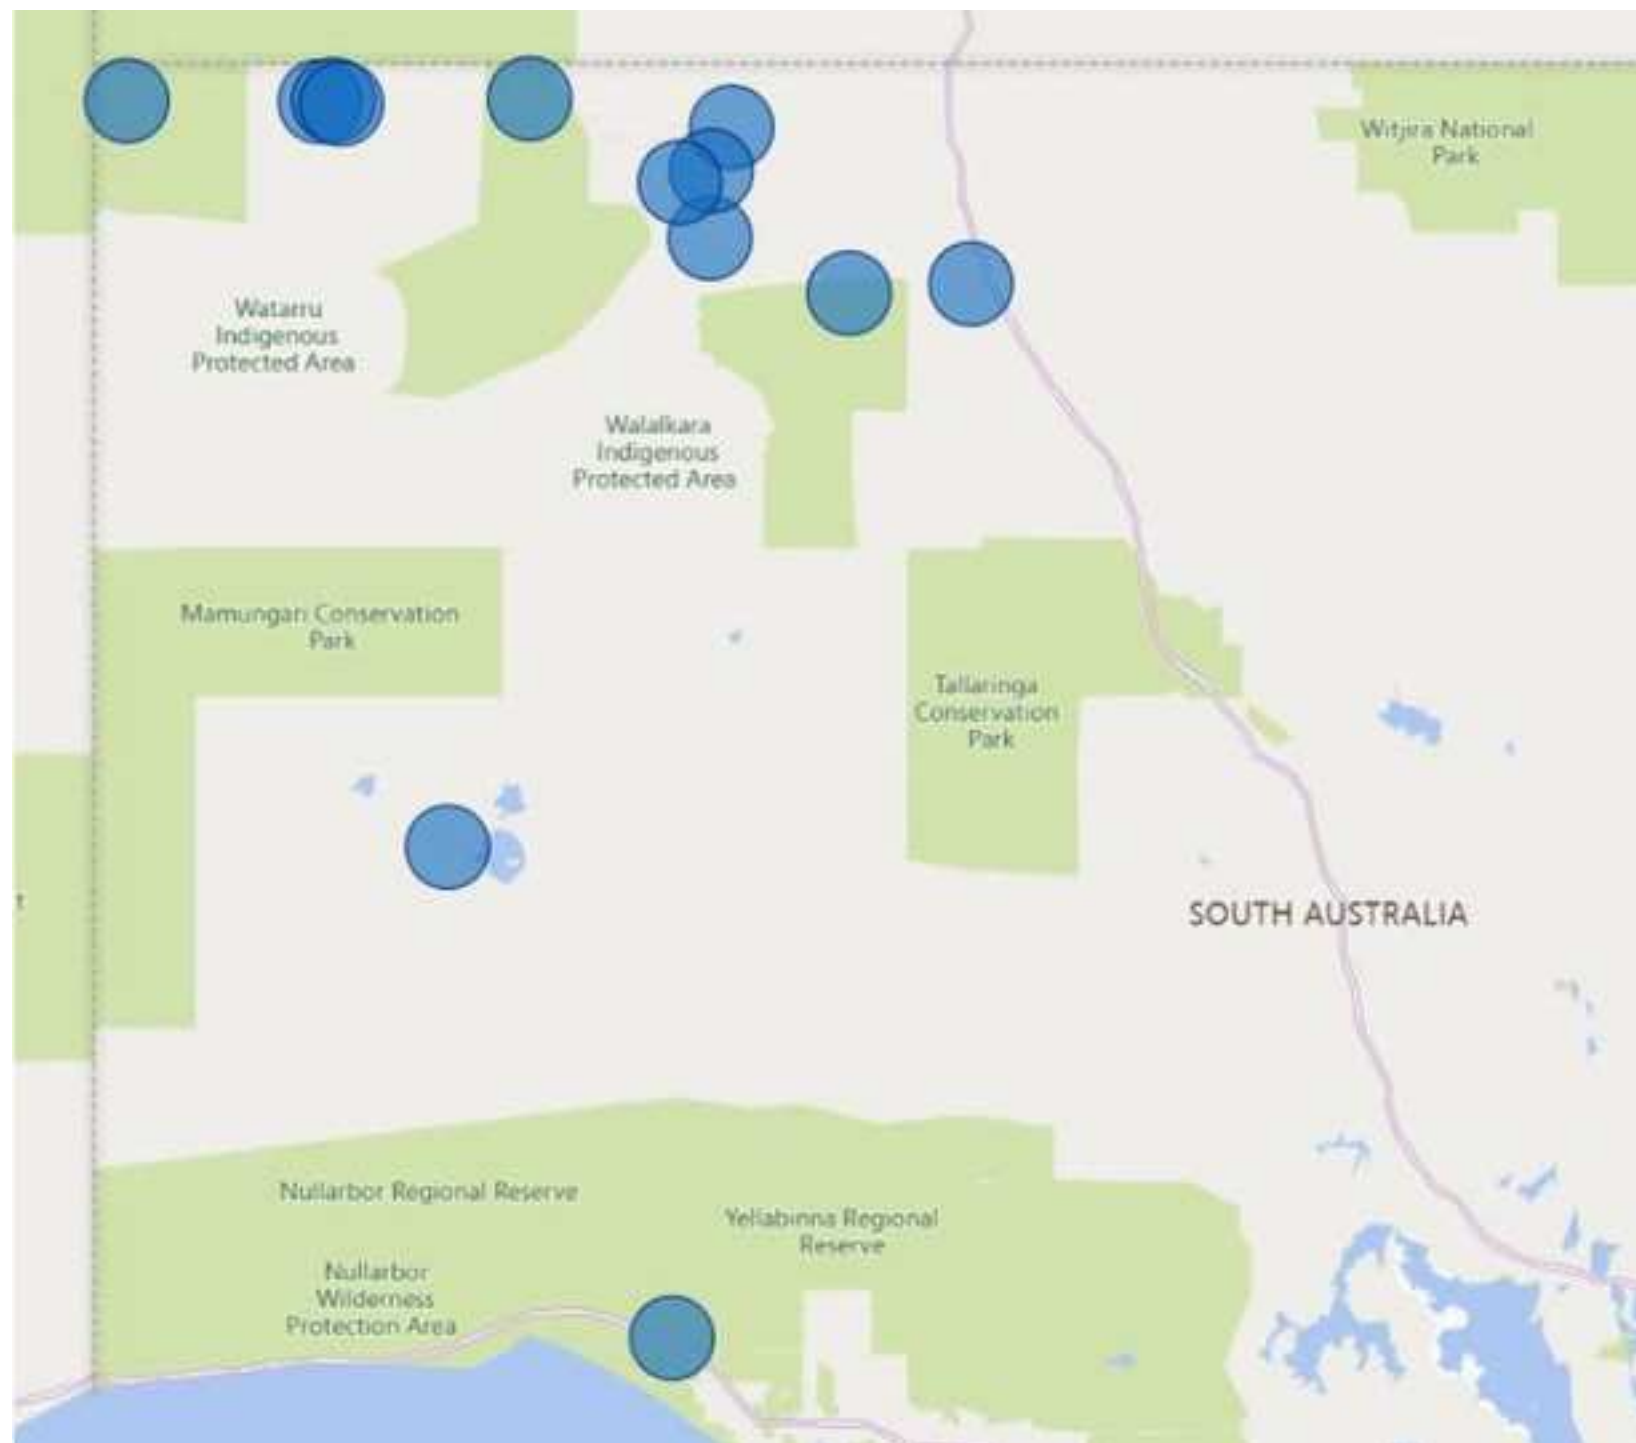 Witjira National
Park
Watarru
Indigenous
Protected Area
Walalkara
Indigenous
Protected Area
Mamungari Conservation
Park
Tallaringa
Conservation
Park
t
SOUTH AUSTRALIA
Nullarbor Regional Reserve
Yellabinna Regional
Reserve
Nullarbor
Wilderness
Protection Area